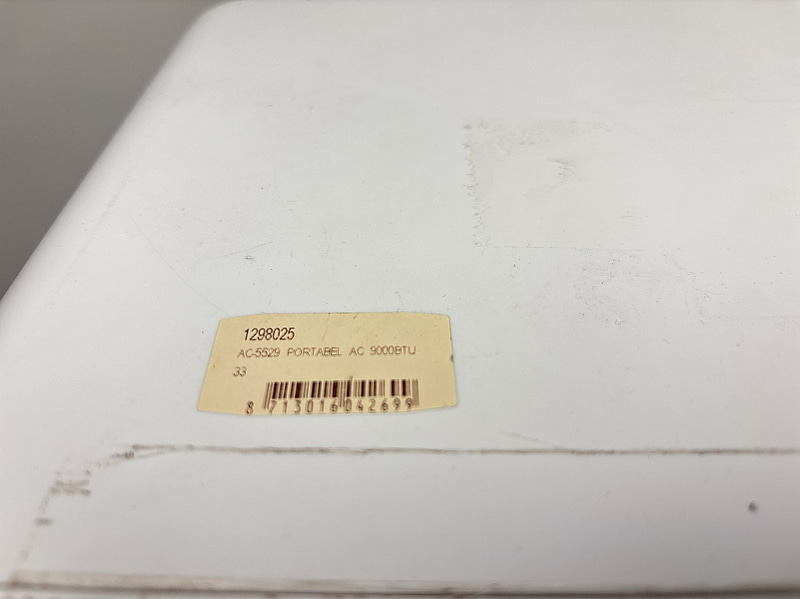 1298025
AC-5529 PORTABEL AC 9000BTU
33
8 713016 042699